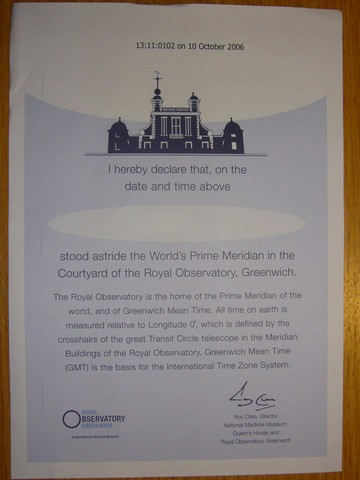 13:11:0102 on 10 October 2006
I hereby declare that, on the
date and time above
stood astride the World's Prime Meridian in the
Courtyard of the Royal Observatory, Greenwich.
The Royal Observatory is the home of the Prime Meridian of the
world, and of Greenwich Mean Time. All time on earth is
measured relative to Longitude 0°, which is defined by the
crosshairs of the great Transit Circle telescope in the Meridian
Buildings of the Royal Observatory. Greenwich Mean Time
(GMT) is the basis for the International Time Zone System.
ROYAL
OBSERVATORY
GREENWICH
of the National Maritime Museum
Roy Clare, Director
National Maritime Museum,
Queen's House and
Royal Observatory, Greenwich